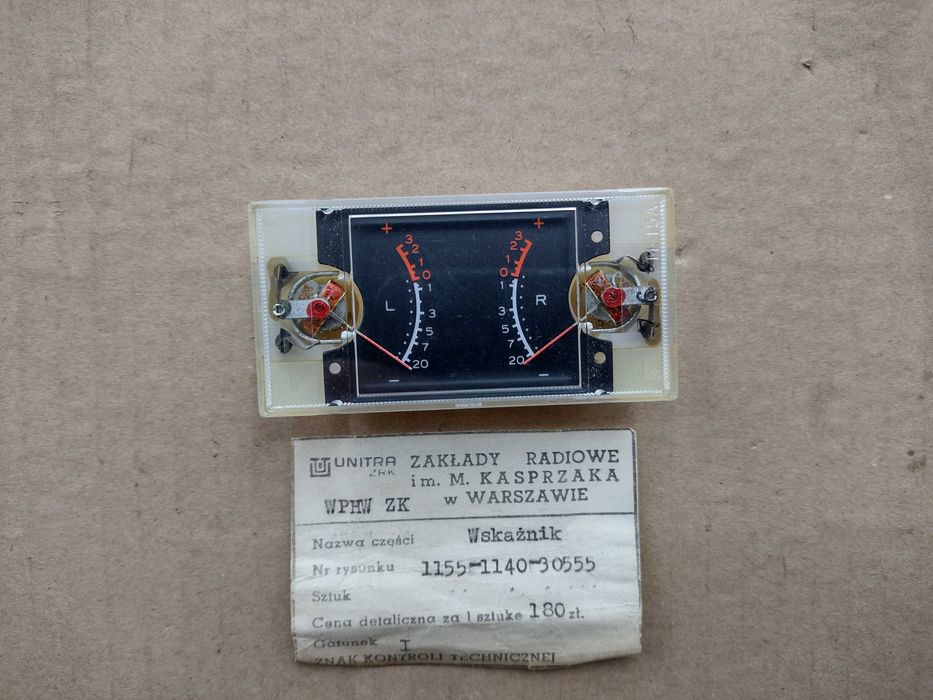 + +
3 3
2 2
1 1
0 0
1 1
L 3 3 R
5 5
7 7
20 20
− −
M 15A
UNITRA
ZRK
ZAKŁADY RADIOWE
im. M. KASPRZAKA
w WARSZAWIE
WPHW ZK
Nazwa części Wskaźnik
Nr rysunku 1155-1140-30555
Sztuk
Cena detaliczna za 1 sztukę 180 zł.
Gatunek I
ZNAK KONTROLI TECHNICZNEJ